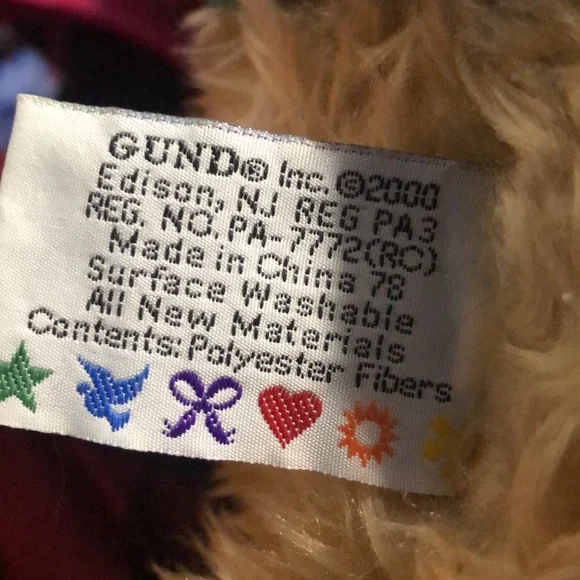 GUND® Inc. ©2000
Edison, NJ REG PA3
REG. NO. PA-7772(RC)
Made in China 78
Surface Washable
All New Materials
Contents: Polyester Fibers